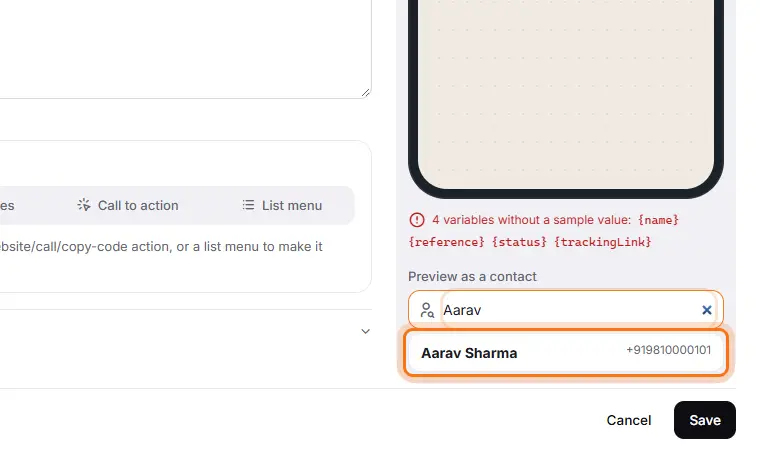 es
Call to action
List menu
ebsite/call/copy-code action, or a list menu to make it
4 variables without a sample value: {name}
{reference} {status} {trackingLink}
Preview as a contact
Aarav
Aarav Sharma
+919810000101
Cancel
Save